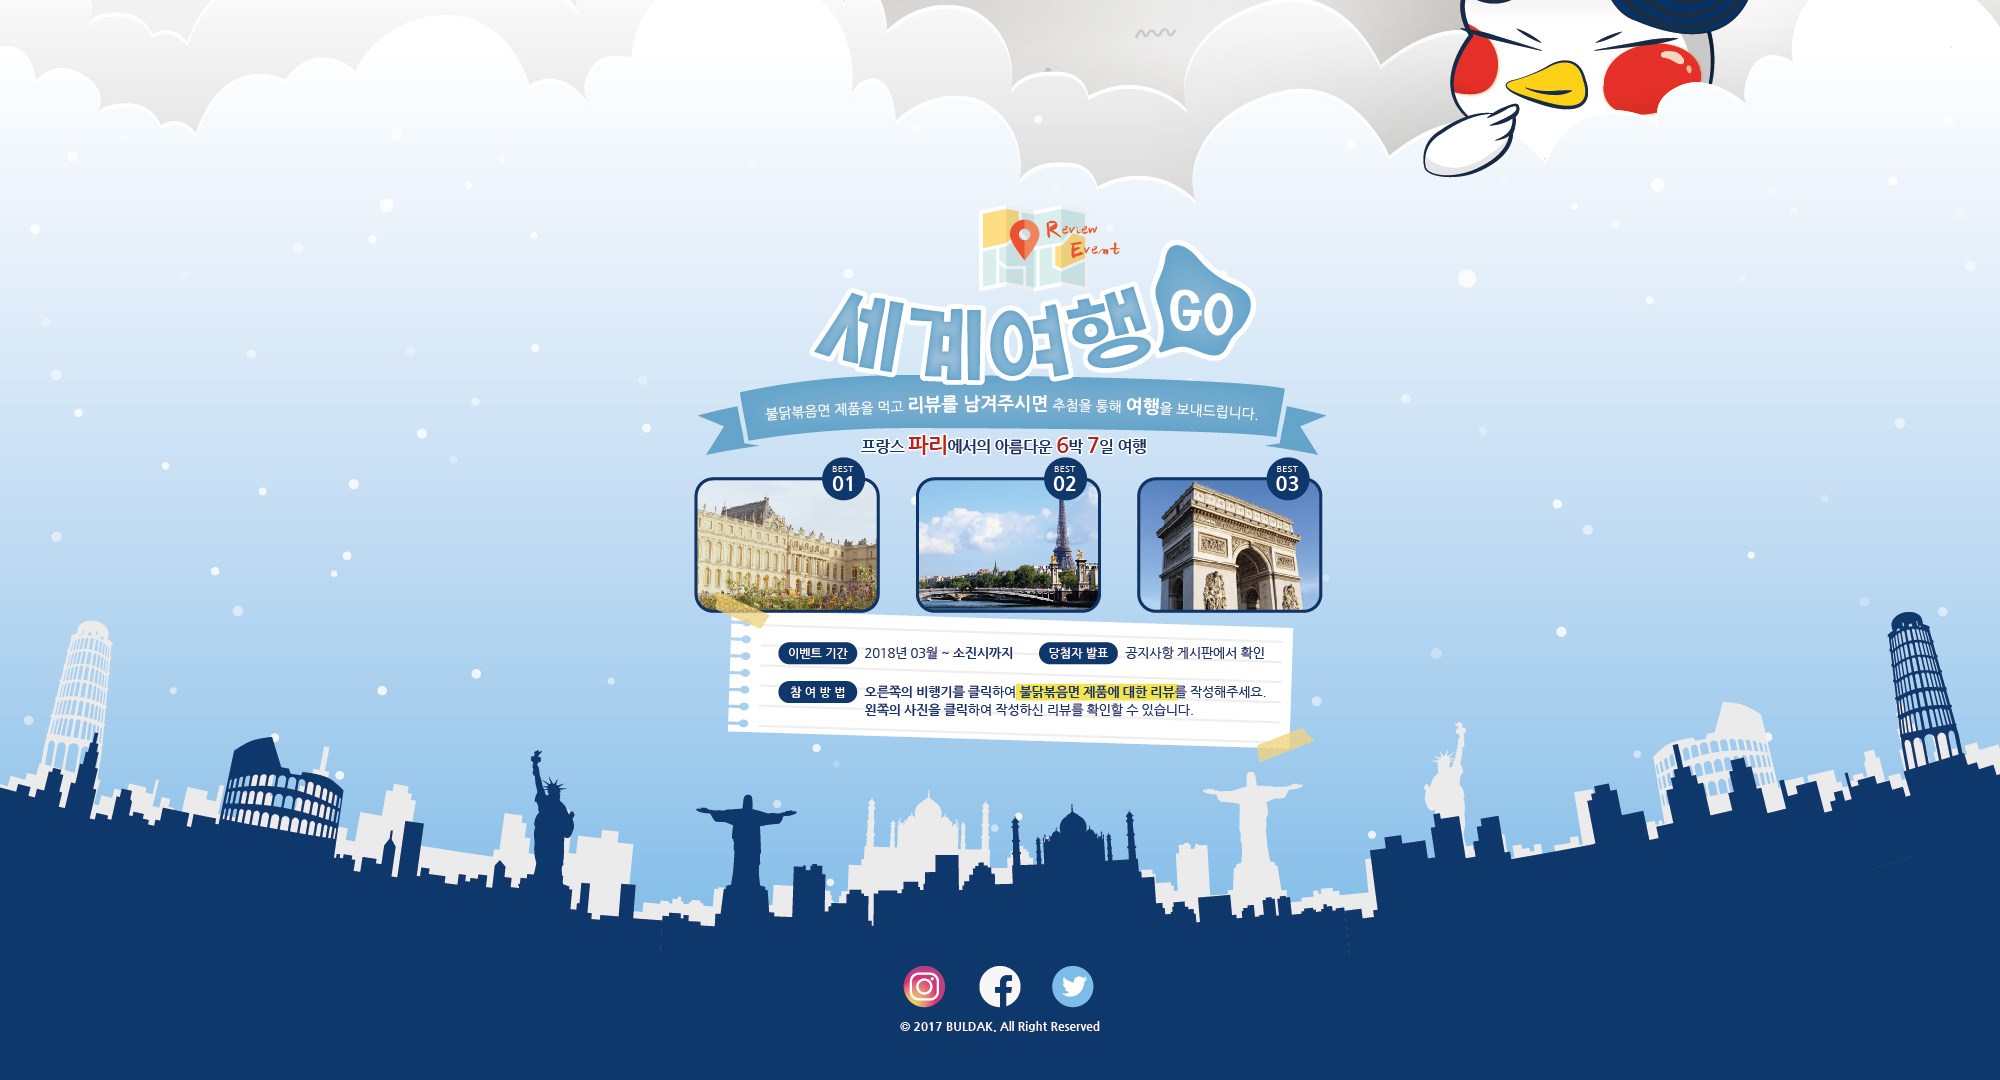 Review
Event
세계여행 GO
불닭볶음면 제품을 먹고 리뷰를 남겨주시면 추첨을 통해 여행을 보내드립니다.
프랑스 파리에서의 아름다운 6박 7일 여행
BEST
01
BEST
02
BEST
03
이벤트 기간 2018년 03월 ~ 소진시까지 당첨자 발표 공지사항 게시판에서 확인
참 여 방 법 오른쪽의 비행기를 클릭하여 불닭볶음면 제품에 대한 리뷰를 작성해주세요.
왼쪽의 사진을 클릭하여 작성하신 리뷰를 확인할 수 있습니다.
© 2017 BULDAK. All Right Reserved